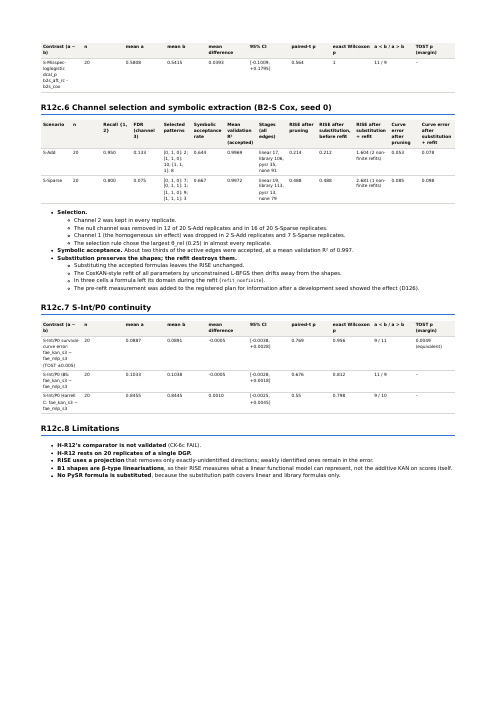 Contrast (a − b) n mean a mean b mean difference 95% CI paired-t p exact Wilcoxon p a < b / a > b TOST p (margin)
S-Misspec-loglogistic dcal_p b2s_aft_rc − b2s_cox 20 0.5808 0.5415 0.0393 [-0.1009, +0.1795] 0.564 1 11 / 9 –
R12c.6 Channel selection and symbolic extraction (B2-S Cox, seed 0)
Scenario n Recall {1, 2} FDR (channel 3) Selected patterns Symbolic acceptance rate Mean validation R² (accepted) Stages (all edges) RISE after pruning RISE after substitution, before refit RISE after substitution + refit Curve error after pruning Curve error after substitution + refit
S-Add 20 0.950 0.133 [0, 1, 0]: 2; [1, 1, 0]: 10; [1, 1, 1]: 8 0.644 0.9969 linear 17, library 106, pysr 35, none 91 0.214 0.212 1.604 (2 non-finite refits) 0.053 0.078
S-Sparse 20 0.800 0.075 [0, 1, 0]: 7; [0, 1, 1]: 1; [1, 1, 0]: 9; [1, 1, 1]: 3 0.667 0.9972 linear 19, library 113, pysr 13, none 79 0.488 0.488 2.681 (1 non-finite refits) 0.085 0.098
• Selection.
Channel 2 was kept in every replicate.
The null channel was removed in 12 of 20 S-Add replicates and in 16 of 20 S-Sparse replicates.
Channel 1 (the homogeneous sin effect) was dropped in 2 S-Add replicates and 7 S-Sparse replicates.
The selection rule chose the largest θ_rel (0.25) in almost every replicate.
• Symbolic acceptance. About two thirds of the active edges were accepted, at a mean validation R² of 0.997.
• Substitution preserves the shapes; the refit destroys them.
Substituting the accepted formulas leaves the RISE unchanged.
The CoxKAN-style refit of all parameters by unconstrained L-BFGS then drifts away from the shapes.
In three cells a formula left its domain during the refit (refit_nonfinite).
The pre-refit measurement was added to the registered plan for information after a development seed showed the effect (D126).
R12c.7 S-Int/P0 continuity
Contrast (a − b) n mean a mean b mean difference 95% CI paired-t p exact Wilcoxon p a < b / a > b TOST p (margin)
S-Int/P0 survival-curve error fae_kan_s3 − fae_mlp_s3 (TOST ±0.005) 20 0.0887 0.0891 -0.0005 [-0.0038, +0.0028] 0.769 0.956 9 / 11 0.0049 (equivalent)
S-Int/P0 IBS: fae_kan_s3 − fae_mlp_s3 20 0.1033 0.1038 -0.0005 [-0.0028, +0.0018] 0.676 0.812 11 / 9 –
S-Int/P0 Harrell C: fae_kan_s3 − fae_mlp_s3 20 0.8455 0.8445 0.0010 [-0.0025, +0.0045] 0.55 0.798 9 / 10 –
R12c.8 Limitations
• H-R12's comparator is not validated (CK-6c FAIL).
• H-R12 rests on 20 replicates of a single DGP.
• RISE uses a projection that removes only exactly-unidentified directions; weakly identified ones remain in the error.
• B1 shapes are β-type linearisations, so their RISE measures what a linear functional model can represent, not the additive KAN on scores itself.
• No PySR formula is substituted, because the substitution path covers linear and library formulas only.